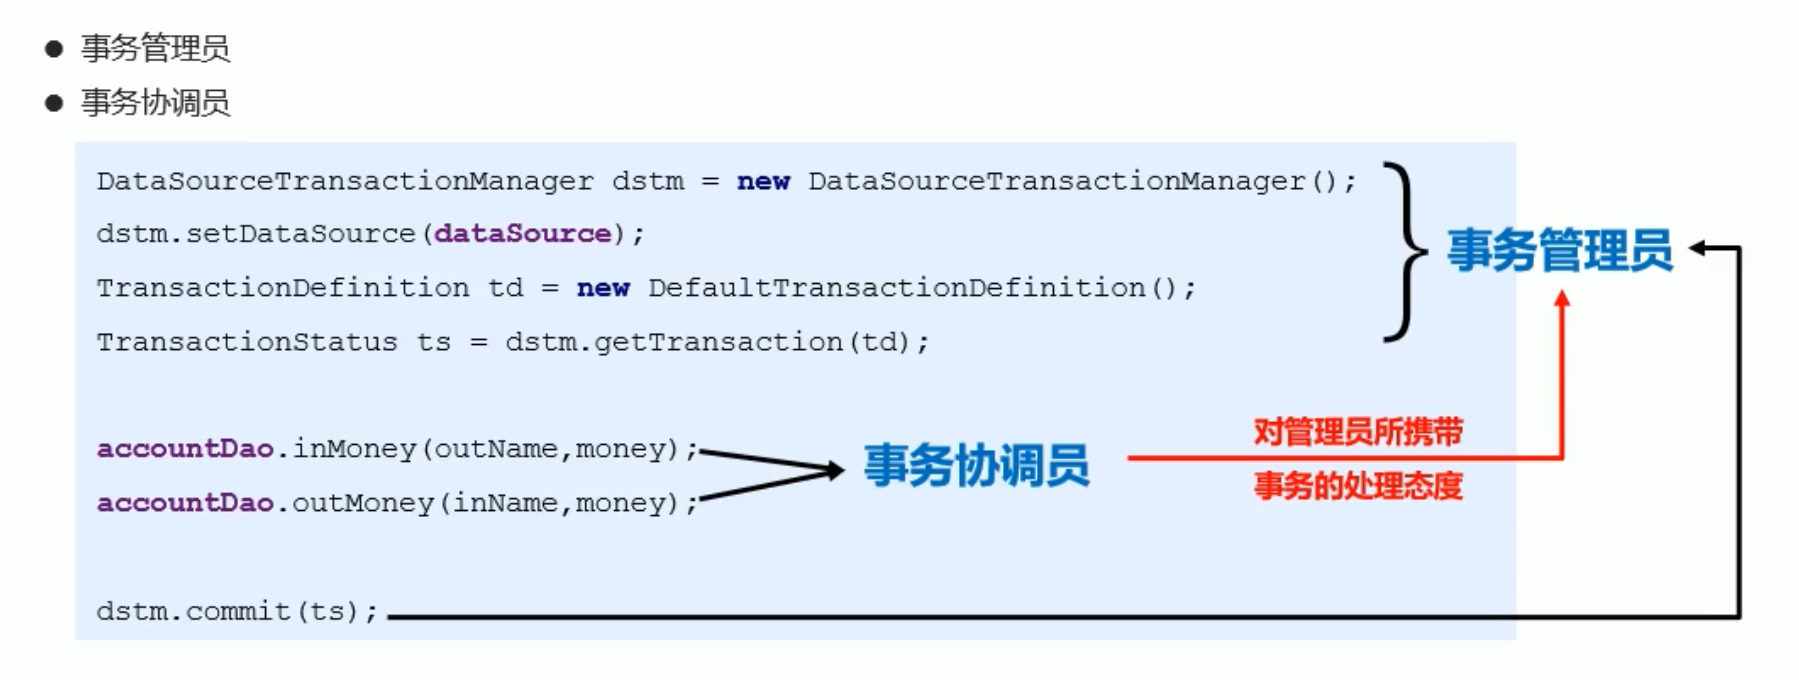 ● 事务管理员
● 事务协调员
DataSourceTransactionManager dstm = new DataSourceTransactionManager();
dstm.setDataSource(dataSource);
事务管理员
TransactionDefinition td = new DefaultTransactionDefinition();
TransactionStatus ts = dstm.getTransaction(td);
accountDao.inMoney(outName,money);
accountDao.outMoney(inName,money);
事务协调员
对管理员所携带
事务的处理态度
dstm.commit(ts);